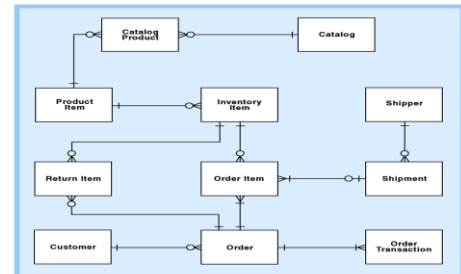 Catalog
Product
Catalog
Product
Item
Inventory
Item
Shipper
Return Item
Order Item
Shipment
Customer
Order
Order
Transaction